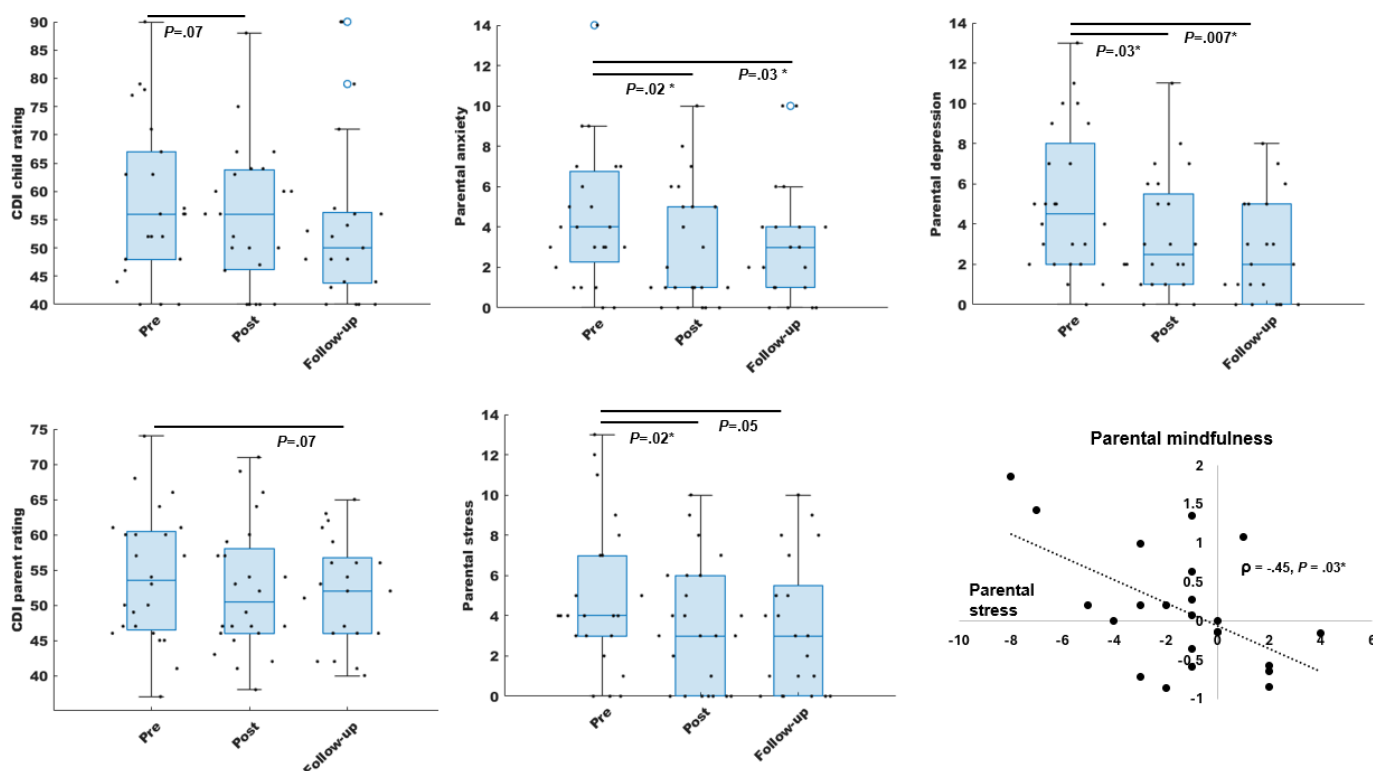 CDI child rating
90
85
80
75
70
65
60
55
50
45
40
P=.07
Pre
Post
Follow-up
Parental anxiety
14
12
10
8
6
4
2
0
P=.02 *
P=.03 *
Pre
Post
Follow-up
Parental depression
14
12
10
8
6
4
2
0
P=.03*
P=.007*
Pre
Post
Follow-up
CDI parent rating
75
70
65
60
55
50
45
40
P=.07
Pre
Post
Follow-up
Parental stress
14
12
10
8
6
4
2
0
P=.02*
P=.05
Pre
Post
Follow-up
Parental mindfulness
2
1.5
1
0.5
0
-0.5
-1
ρ = -.45, P = .03*
Parental
stress
-10 -8 -6 -4 -2 0 2 4 6